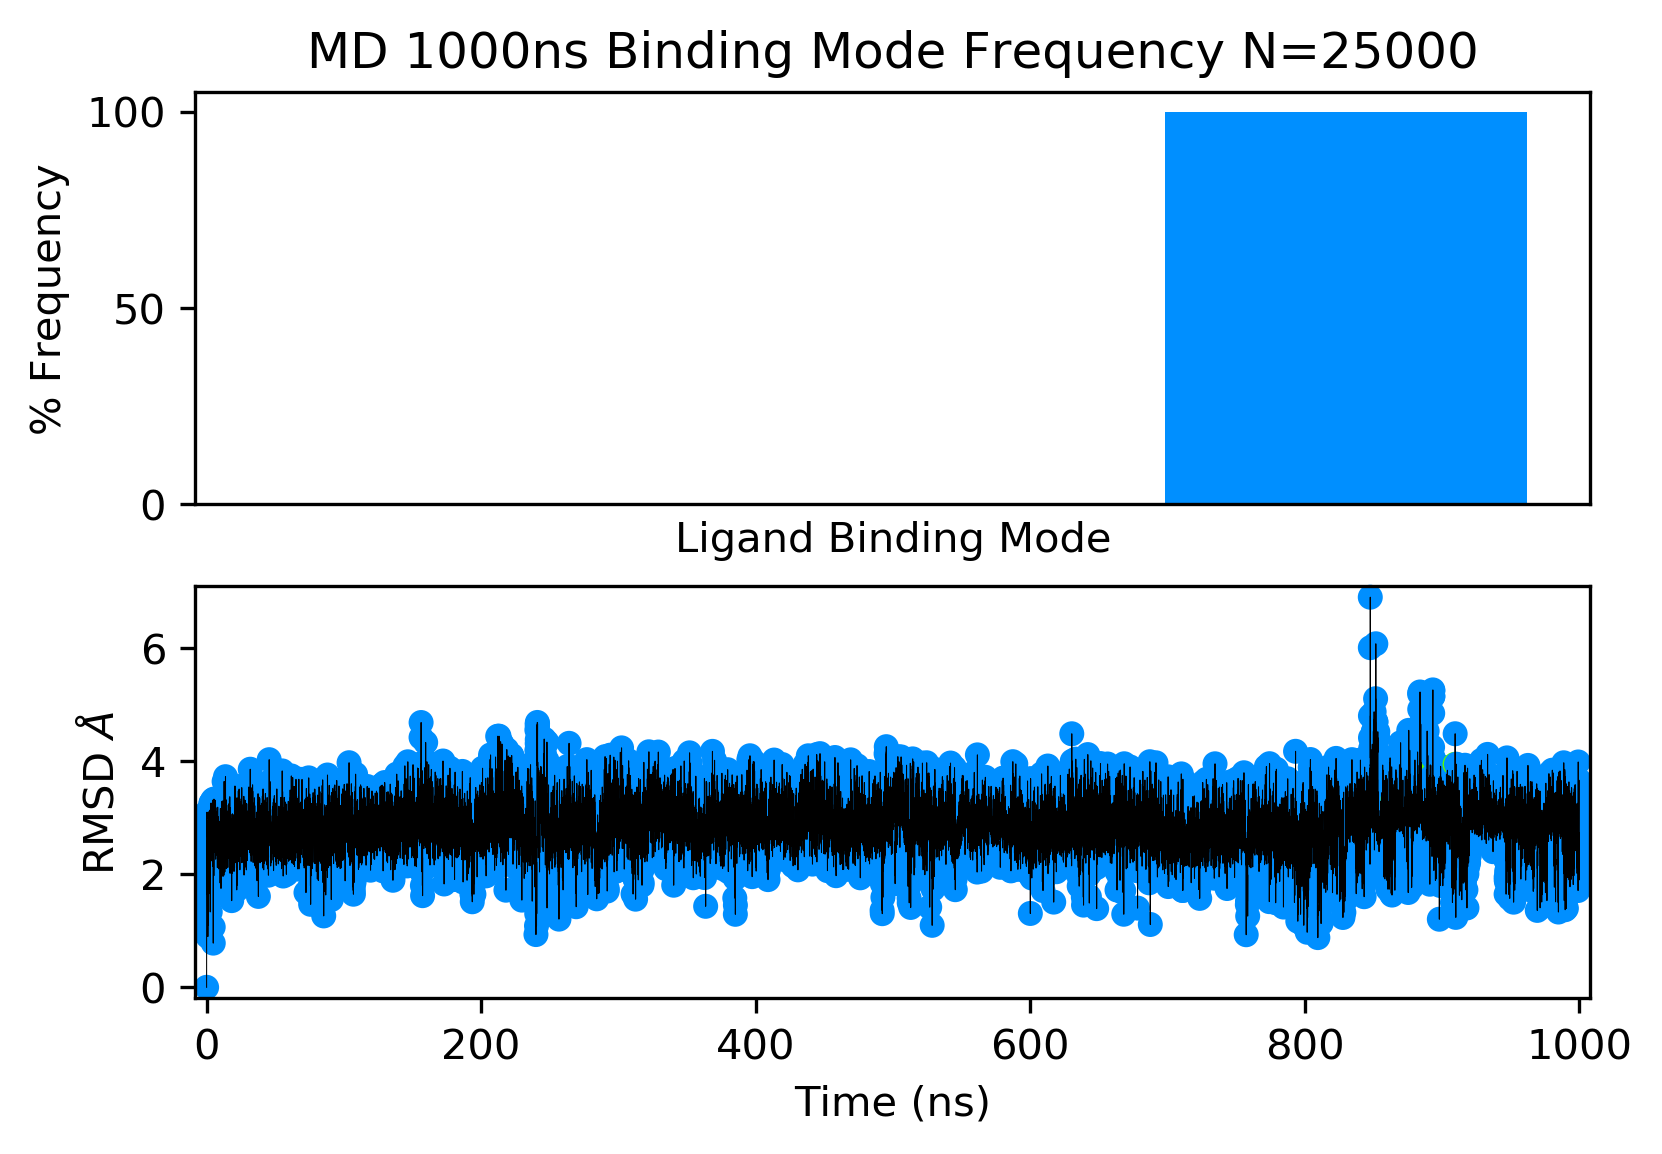 MD 1000ns Binding Mode Frequency N=25000
100
50
0
% Frequency
Ligand Binding Mode
6
4
2
0
RMSD Å
0 200 400 600 800 1000
Time (ns)